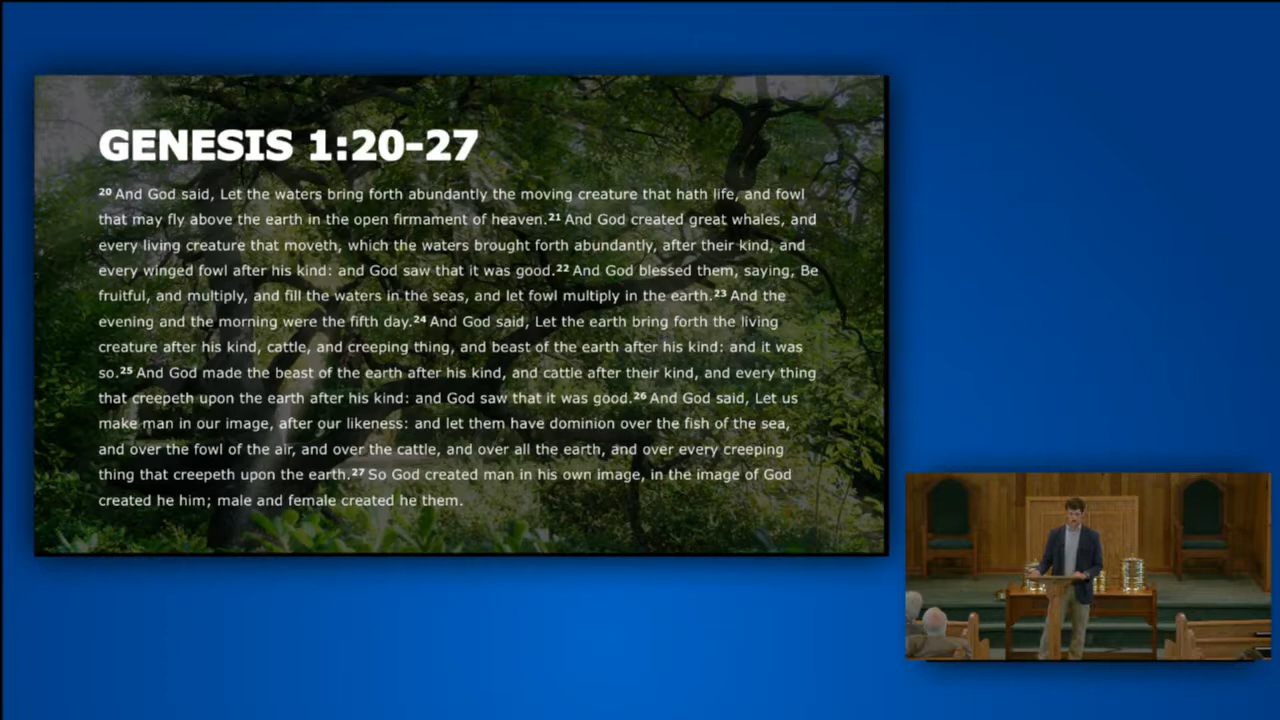 GENESIS 1:20-27
20 And God said, Let the waters bring forth abundantly the moving creature that hath life, and fowl
that may fly above the earth in the open firmament of heaven.21 And God created great whales, and
every living creature that moveth, which the waters brought forth abundantly, after their kind, and
every winged fowl after his kind: and God saw that it was good.22 And God blessed them, saying, Be
fruitful, and multiply, and fill the waters in the seas, and let fowl multiply in the earth.23 And the
evening and the morning were the fifth day.24 And God said, Let the earth bring forth the living
creature after his kind, cattle, and creeping thing, and beast of the earth after his kind: and it was
so.25 And God made the beast of the earth after his kind, and cattle after their kind, and every thing
that creepeth upon the earth after his kind: and God saw that it was good.26 And God said, Let us
make man in our image, after our likeness: and let them have dominion over the fish of the sea,
and over the fowl of the air, and over the cattle, and over all the earth, and over every creeping
thing that creepeth upon the earth.27 So God created man in his own image, in the image of God
created he him; male and female created he them.